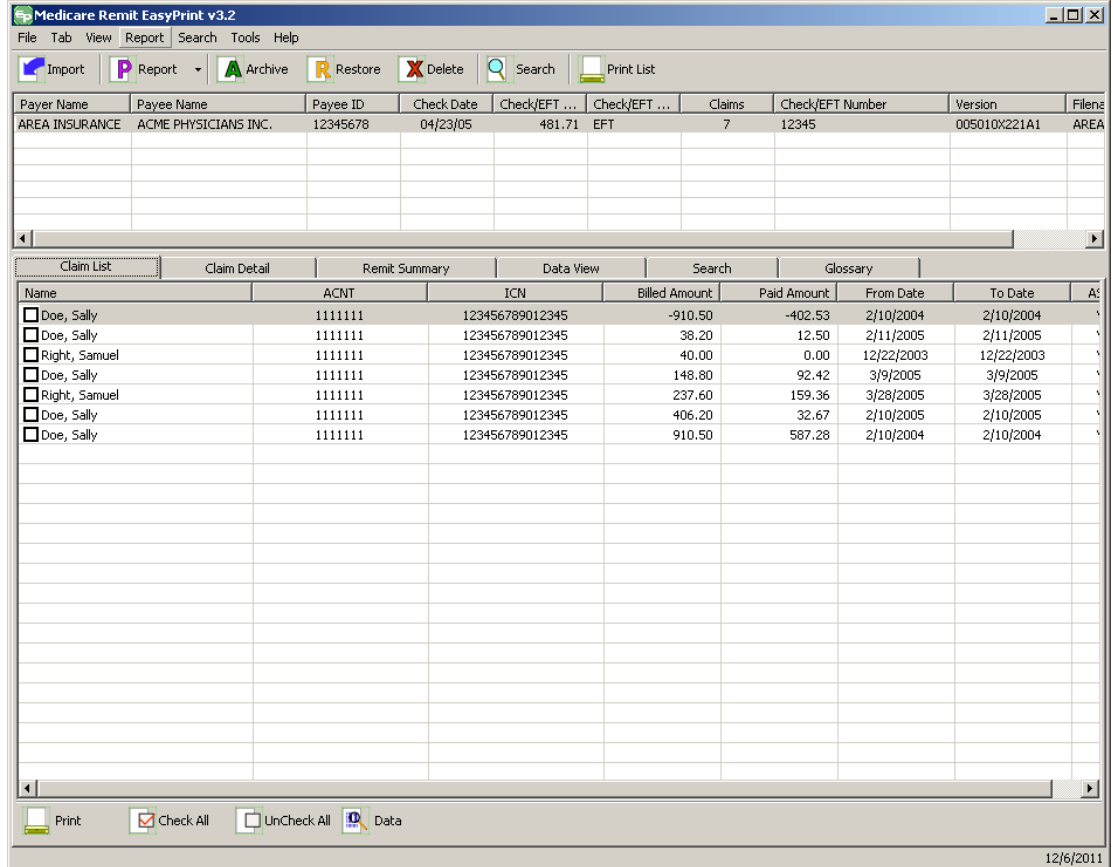 Medicare Remit EasyPrint v3.2
File Tab View Report Search Tools Help
Import Report Archive Restore Delete Search Print List
Payer Name Payee Name Payee ID Check Date Check/EFT ... Check/EFT ... Claims Check/EFT Number Version Filena
AREA INSURANCE ACME PHYSICIANS INC. 12345678 04/23/05 481.71 EFT 7 12345 005010X221A1 AREA
Claim List Claim Detail Remit Summary Data View Search Glossary
Name ACNT ICN Billed Amount Paid Amount From Date To Date
Doe, Sally 1111111 123456789012345 -910.50 -402.53 2/10/2004 2/10/2004
Doe, Sally 1111111 123456789012345 38.20 12.50 2/11/2005 2/11/2005
Right, Samuel 1111111 123456789012345 40.00 0.00 12/22/2003 12/22/2003
Doe, Sally 1111111 123456789012345 148.80 92.42 3/9/2005 3/9/2005
Right, Samuel 1111111 123456789012345 237.60 159.36 3/28/2005 3/28/2005
Doe, Sally 1111111 123456789012345 406.20 32.67 2/10/2005 2/10/2005
Doe, Sally 1111111 123456789012345 910.50 587.28 2/10/2004 2/10/2004
Print Check All UnCheck All Data
12/6/2011